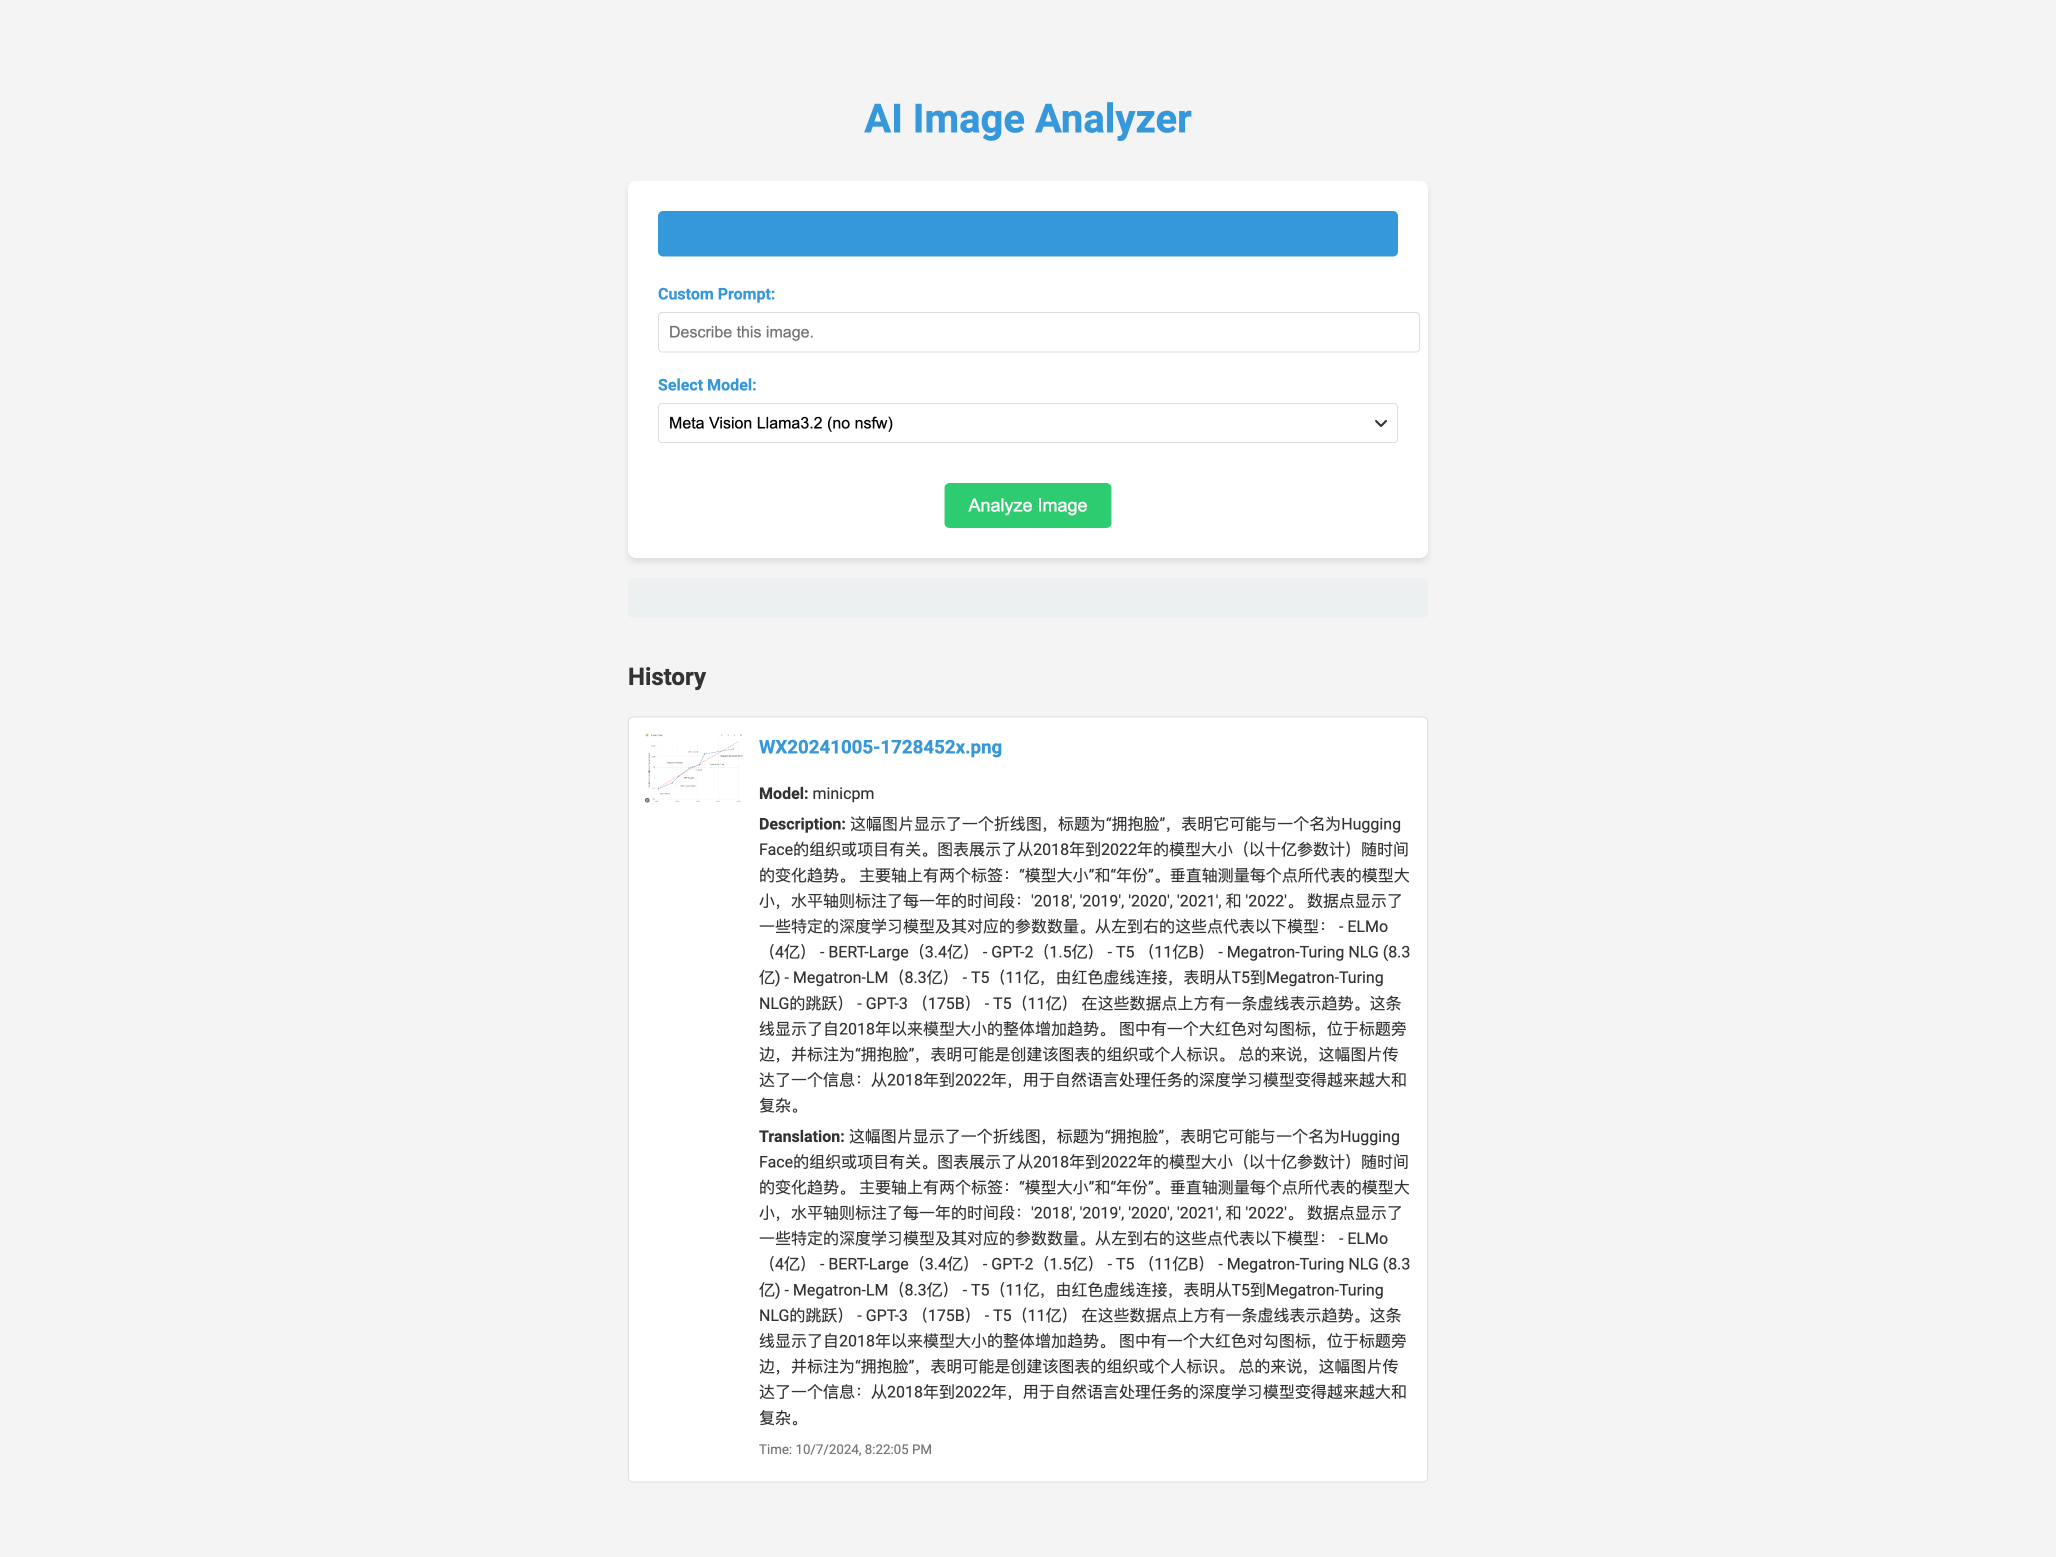 AI Image Analyzer
Custom Prompt:
Describe this image.
Select Model:
Meta Vision Llama3.2 (no nsfw)
Analyze Image
History
WX20241005-1728452x.png
Model: minicpm
Description: 这幅图片显示了一个折线图，标题为“拥抱脸”，表明它可能与一个名为Hugging
Face的组织或项目有关。图表展示了从2018年到2022年的模型大小（以十亿参数计）随时间
的变化趋势。 主要轴上有两个标签：“模型大小”和“年份”。垂直轴测量每个点所代表的模型大
小，水平轴则标注了每一年的时间段：'2018', '2019', '2020', '2021', 和 '2022'。 数据点显示了
一些特定的深度学习模型及其对应的参数数量。从左到右的这些点代表以下模型： - ELMo
（4亿） - BERT-Large（3.4亿） - GPT-2（1.5亿） - T5 （11亿B） - Megatron-Turing NLG (8.3
亿) - Megatron-LM（8.3亿） - T5（11亿，由红色虚线连接，表明从T5到Megatron-Turing
NLG的跳跃） - GPT-3 （175B） - T5（11亿） 在这些数据点上方有一条虚线表示趋势。这条
线显示了自2018年以来模型大小的整体增加趋势。 图中有一个大红色对勾图标，位于标题旁
边，并标注为“拥抱脸”，表明可能是创建该图表的组织或个人标识。 总的来说，这幅图片传
达了一个信息：从2018年到2022年，用于自然语言处理任务的深度学习模型变得越来越大和
复杂。
Translation: 这幅图片显示了一个折线图，标题为“拥抱脸”，表明它可能与一个名为Hugging
Face的组织或项目有关。图表展示了从2018年到2022年的模型大小（以十亿参数计）随时间
的变化趋势。 主要轴上有两个标签：“模型大小”和“年份”。垂直轴测量每个点所代表的模型大
小，水平轴则标注了每一年的时间段：'2018', '2019', '2020', '2021', 和 '2022'。 数据点显示了
一些特定的深度学习模型及其对应的参数数量。从左到右的这些点代表以下模型： - ELMo
（4亿） - BERT-Large（3.4亿） - GPT-2（1.5亿） - T5 （11亿B） - Megatron-Turing NLG (8.3
亿) - Megatron-LM（8.3亿） - T5（11亿，由红色虚线连接，表明从T5到Megatron-Turing
NLG的跳跃） - GPT-3 （175B） - T5（11亿） 在这些数据点上方有一条虚线表示趋势。这条
线显示了自2018年以来模型大小的整体增加趋势。 图中有一个大红色对勾图标，位于标题旁
边，并标注为“拥抱脸”，表明可能是创建该图表的组织或个人标识。 总的来说，这幅图片传
达了一个信息：从2018年到2022年，用于自然语言处理任务的深度学习模型变得越来越大和
复杂。
Time: 10/7/2024, 8:22:05 PM